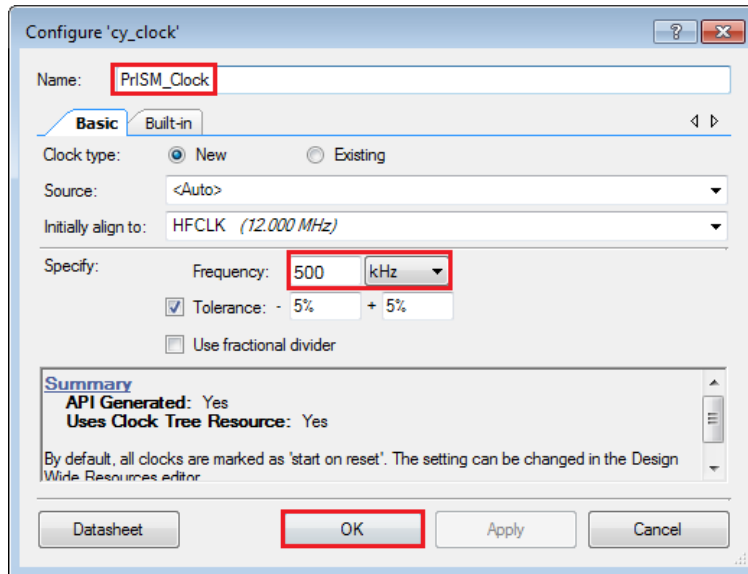 Configure 'cy_clock'
Name: PrISM_Clock
Basic Built-in
Clock type: New Existing
Source: <Auto>
Initially align to: HFCLK (12.000 MHz)
Specify: Frequency: 500 kHz
Tolerance: - 5% + 5%
Use fractional divider
Summary
API Generated: Yes
Uses Clock Tree Resource: Yes
By default, all clocks are marked as 'start on reset'. The setting can be changed in the Design
Wide Resources editor
Datasheet OK Apply Cancel